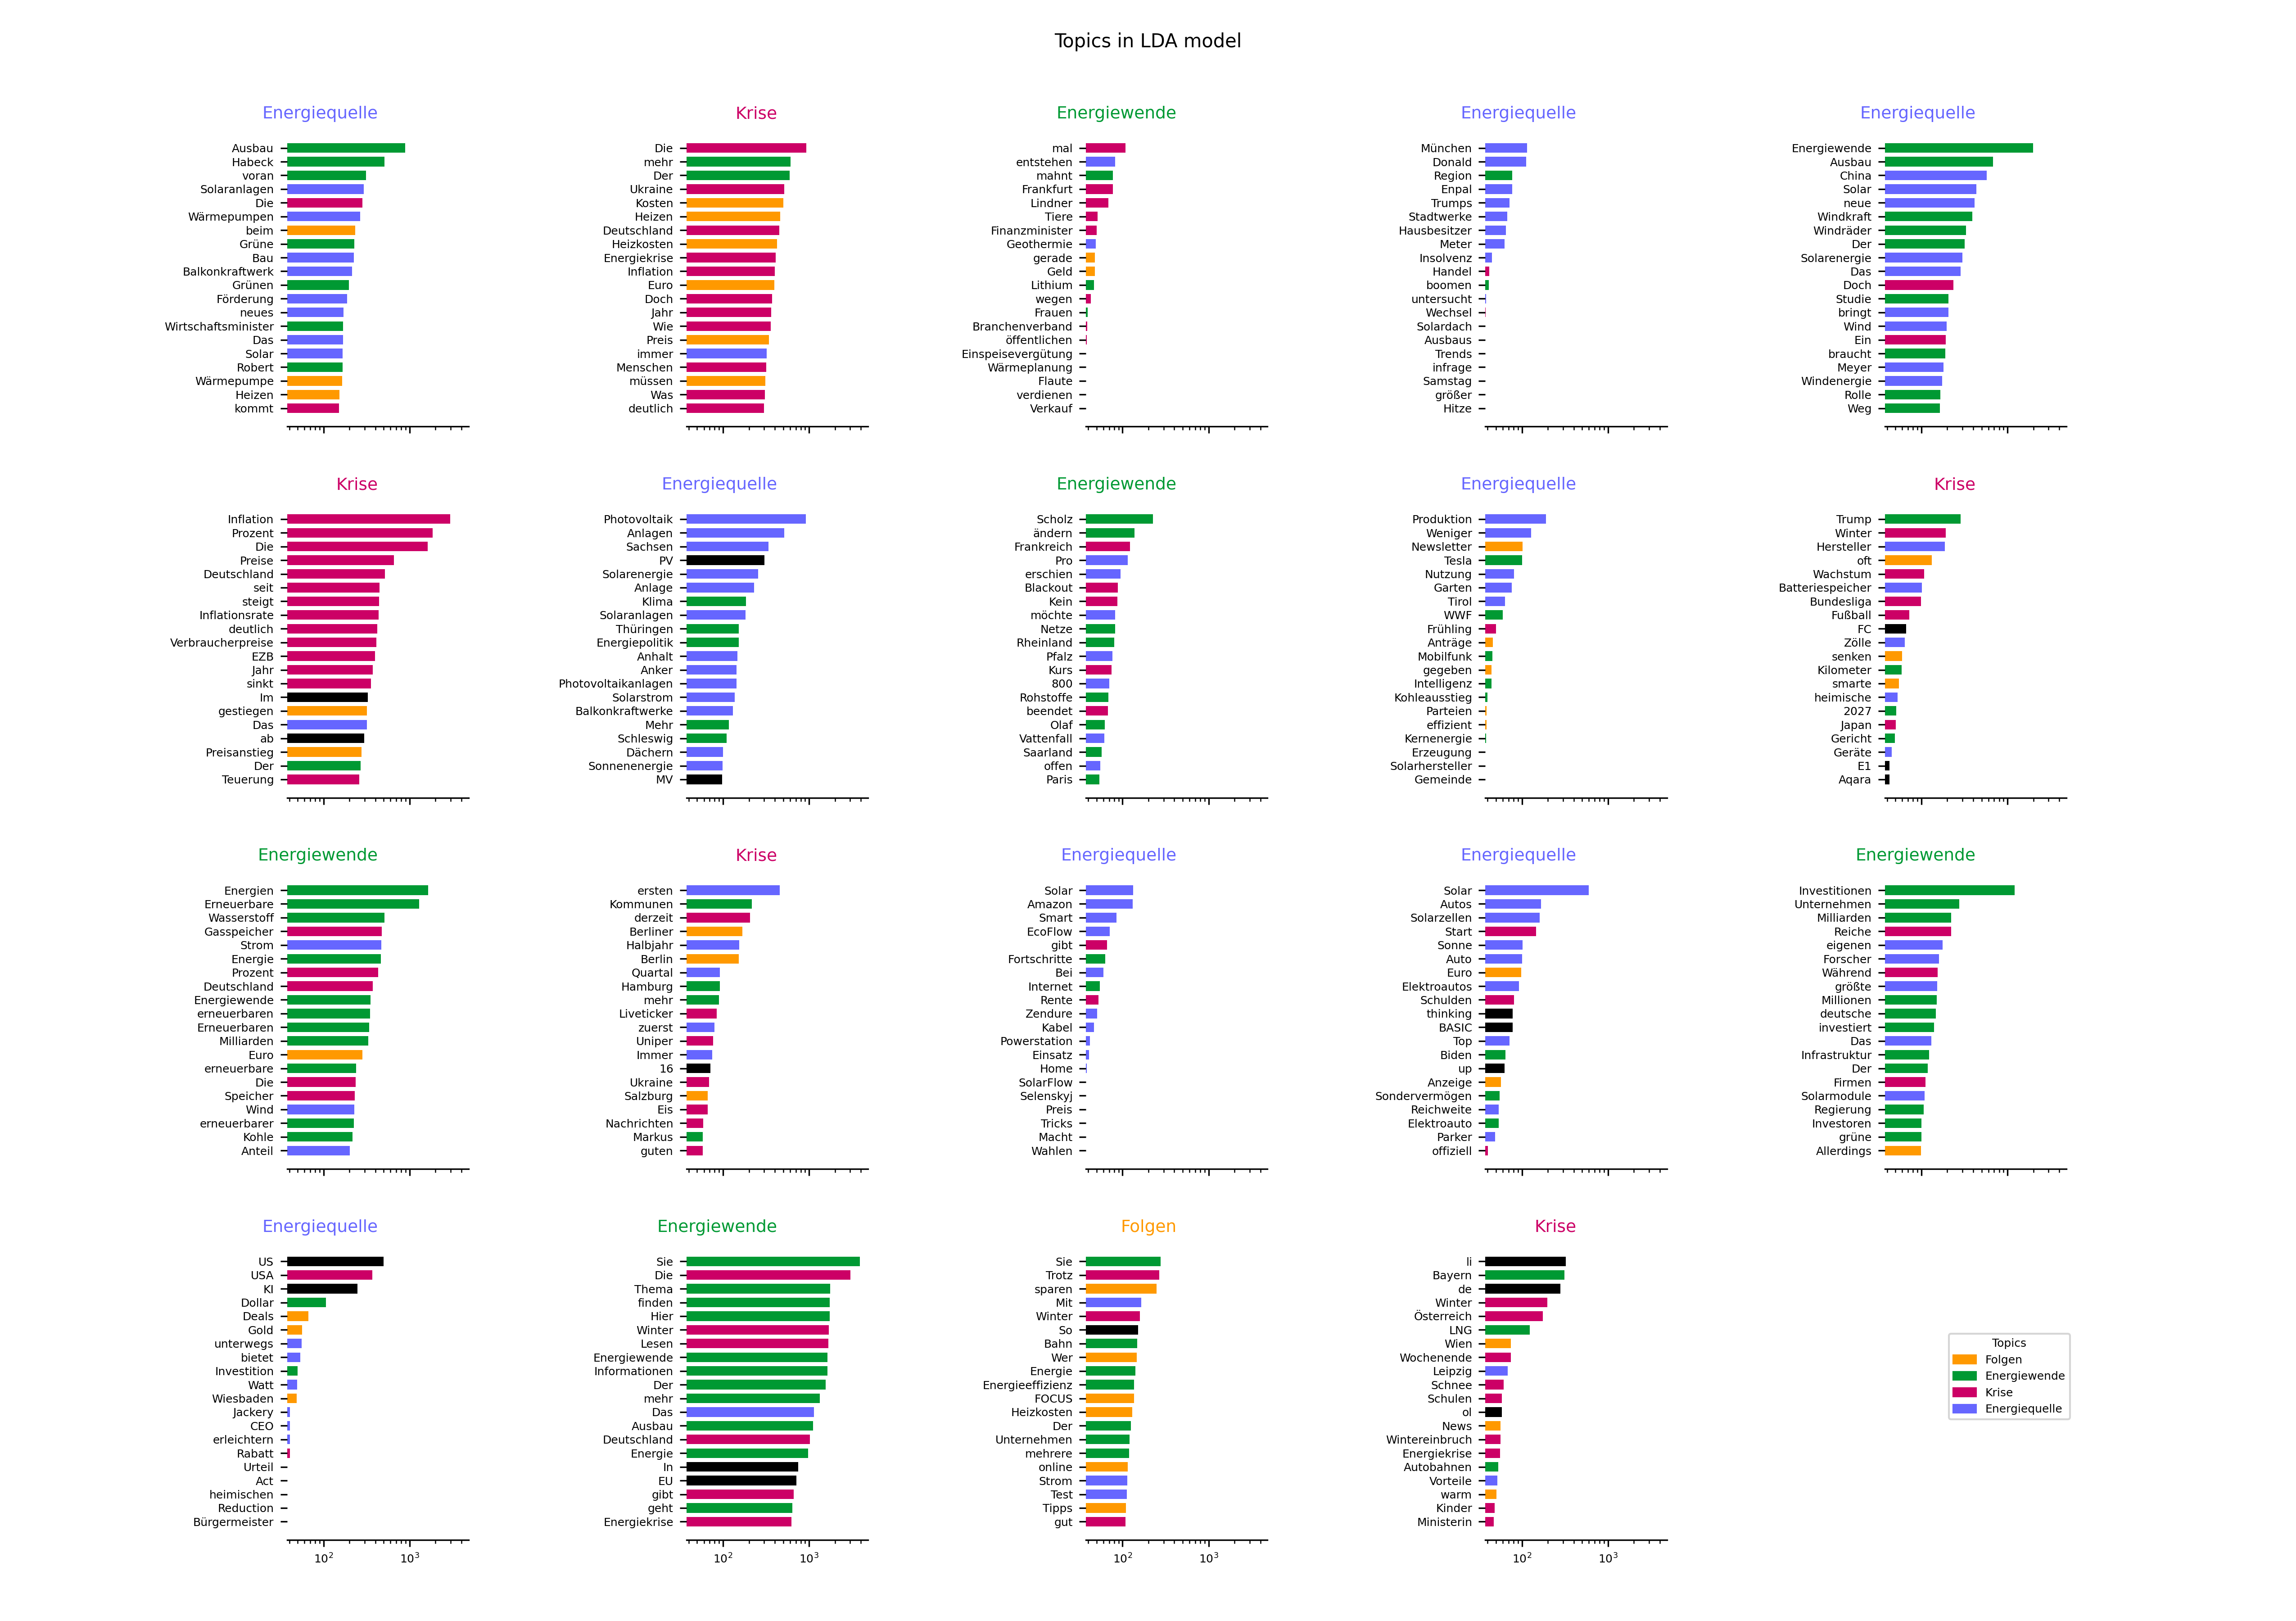 Topics in LDA model
Energiequelle
Ausbau
Habeck
voran
Solaranlagen
Die
Wärmepumpen
beim
Grüne
Bau
Balkonkraftwerk
Grünen
Förderung
neues
Wirtschaftsminister
Das
Solar
Robert
Wärmepumpe
Heizen
kommt
Krise
Die
mehr
Der
Ukraine
Kosten
Heizen
Deutschland
Heizkosten
Energiekrise
Inflation
Euro
Doch
Jahr
Wie
Preis
immer
Menschen
müssen
Was
deutlich
Energiewende
mal
entstehen
mahnt
Frankfurt
Lindner
Tiere
Finanzminister
Geothermie
gerade
Geld
Lithium
wegen
Frauen
Branchenverband
öffentlichen
Einspeisevergütung
Wärmeplanung
Flaute
verdienen
Verkauf
Energiequelle
München
Donald
Region
Enpal
Trumps
Stadtwerke
Hausbesitzer
Meter
Insolvenz
Handel
boomen
untersucht
Wechsel
Solardach
Ausbaus
Trends
infrage
Samstag
größer
Hitze
Energiequelle
Energiewende
Ausbau
China
Solar
neue
Windkraft
Windräder
Der
Solarenergie
Das
Doch
Studie
bringt
Wind
Ein
braucht
Meyer
Windenergie
Rolle
Weg
Krise
Inflation
Prozent
Die
Preise
Deutschland
seit
steigt
Inflationsrate
deutlich
Verbraucherpreise
EZB
Jahr
sinkt
Im
gestiegen
Das
ab
Preisanstieg
Der
Teuerung
Energiequelle
Photovoltaik
Anlagen
Sachsen
PV
Solarenergie
Anlage
Klima
Solaranlagen
Thüringen
Energiepolitik
Anhalt
Anker
Photovoltaikanlagen
Solarstrom
Balkonkraftwerke
Mehr
Schleswig
Dächern
Sonnenenergie
MV
Energiewende
Scholz
ändern
Frankreich
Pro
erschien
Blackout
Kein
möchte
Netze
Rheinland
Pfalz
Kurs
800
Rohstoffe
beendet
Olaf
Vattenfall
Saarland
offen
Paris
Energiequelle
Produktion
Weniger
Newsletter
Tesla
Nutzung
Garten
Tirol
WWF
Frühling
Anträge
Mobilfunk
gegeben
Intelligenz
Kohleausstieg
Parteien
effizient
Kernenergie
Erzeugung
Solarhersteller
Gemeinde
Krise
Trump
Winter
Hersteller
oft
Wachstum
Batteriespeicher
Bundesliga
Fußball
FC
Zölle
senken
Kilometer
smarte
heimische
2027
Japan
Gericht
Geräte
E1
Aqara
Energiewende
Energien
Erneuerbare
Wasserstoff
Gasspeicher
Strom
Energie
Prozent
Deutschland
Energiewende
erneuerbaren
Erneuerbaren
Milliarden
Euro
erneuerbare
Die
Speicher
Wind
erneuerbarer
Kohle
Anteil
Krise
ersten
Kommunen
derzeit
Berliner
Halbjahr
Berlin
Quartal
Hamburg
mehr
Liveticker
zuerst
Uniper
Immer
16
Ukraine
Salzburg
Eis
Nachrichten
Markus
guten
Energiequelle
Solar
Amazon
Smart
EcoFlow
gibt
Fortschritte
Bei
Internet
Rente
Zendure
Kabel
Powerstation
Einsatz
Home
SolarFlow
Selenskyj
Preis
Tricks
Macht
Wahlen
Energiequelle
Solar
Autos
Solarzellen
Start
Sonne
Auto
Euro
Elektroautos
Schulden
thinking
BASIC
Top
Biden
up
Anzeige
Sondervermögen
Reichweite
Elektroauto
Parker
offiziell
Energiewende
Investitionen
Unternehmen
Milliarden
Reiche
eigenen
Forscher
Während
größte
Millionen
deutsche
investiert
Das
Infrastruktur
Der
Firmen
Solarmodule
Regierung
Investoren
grüne
Allerdings
Energiequelle
US
USA
KI
Dollar
Deals
Gold
unterwegs
bietet
Investition
Watt
Wiesbaden
Jackery
CEO
erleichtern
Rabatt
Urteil
Act
heimischen
Reduction
Bürgermeister
10²
10³
Energiewende
Sie
Die
Thema
finden
Hier
Winter
Lesen
Energiewende
Informationen
Der
mehr
Das
Ausbau
Deutschland
Energie
In
EU
gibt
geht
Energiekrise
10²
10³
Folgen
Sie
Trotz
sparen
Mit
Winter
So
Bahn
Wer
Energie
Energieeffizienz
FOCUS
Heizkosten
Der
Unternehmen
mehrere
online
Strom
Test
Tipps
gut
10²
10³
Krise
li
Bayern
de
Winter
Österreich
LNG
Wien
Wochenende
Leipzig
Schnee
Schulen
ol
News
Wintereinbruch
Energiekrise
Autobahnen
Vorteile
warm
Kinder
Ministerin
10²
10³
Topics
Folgen
Energiewende
Krise
Energiequelle